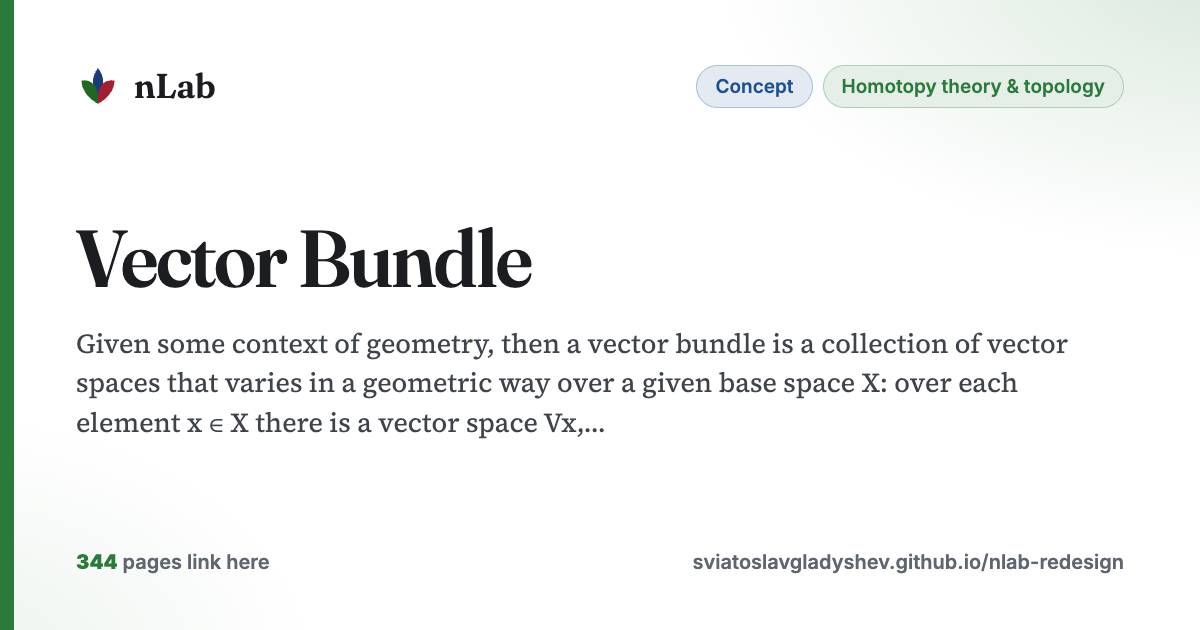 nLab
Concept
Homotopy theory & topology
Vector Bundle
Given some context of geometry, then a vector bundle is a collection of vector
spaces that varies in a geometric way over a given base space X: over each
element x ∈ X there is a vector space Vx,...
344 pages link here
sviatoslavgladyshev.github.io/nlab-redesign